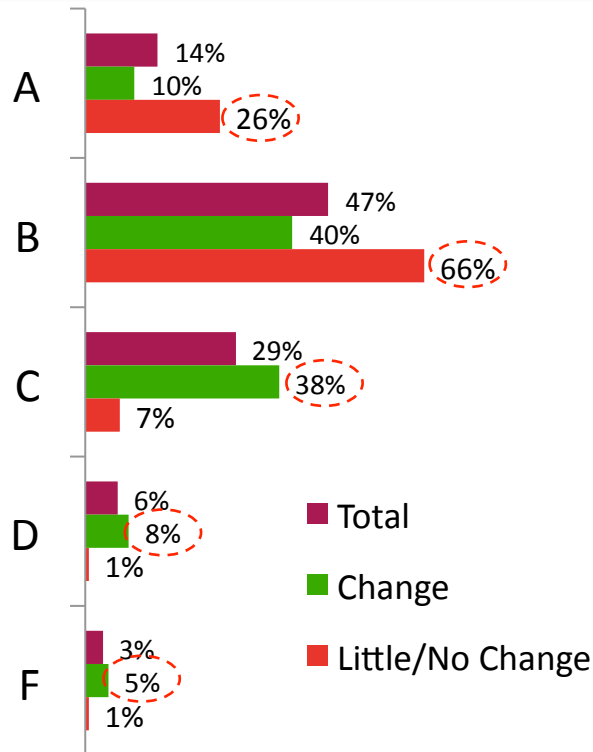 14%
A
10%
26%
47%
B
40%
66%
29%
C
38%
7%
6%
D
8%
1%
3%
F
5%
1%
Total
Change
Little/No Change